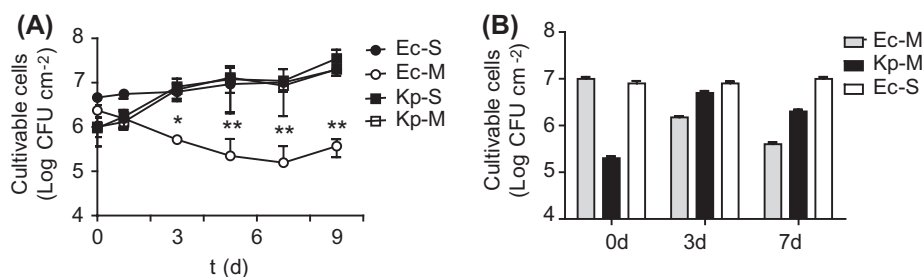 (A)
Cultivable cells
(Log CFU cm-2)
8
7
6
5
4
0
3
6
9
t (d)
*
**
**
**
Ec-S
Ec-M
Kp-S
Kp-M
(B)
Cultivable cells
(Log CFU cm-2)
8
7
6
5
4
0d
3d
7d
Ec-M
Kp-M
Ec-S